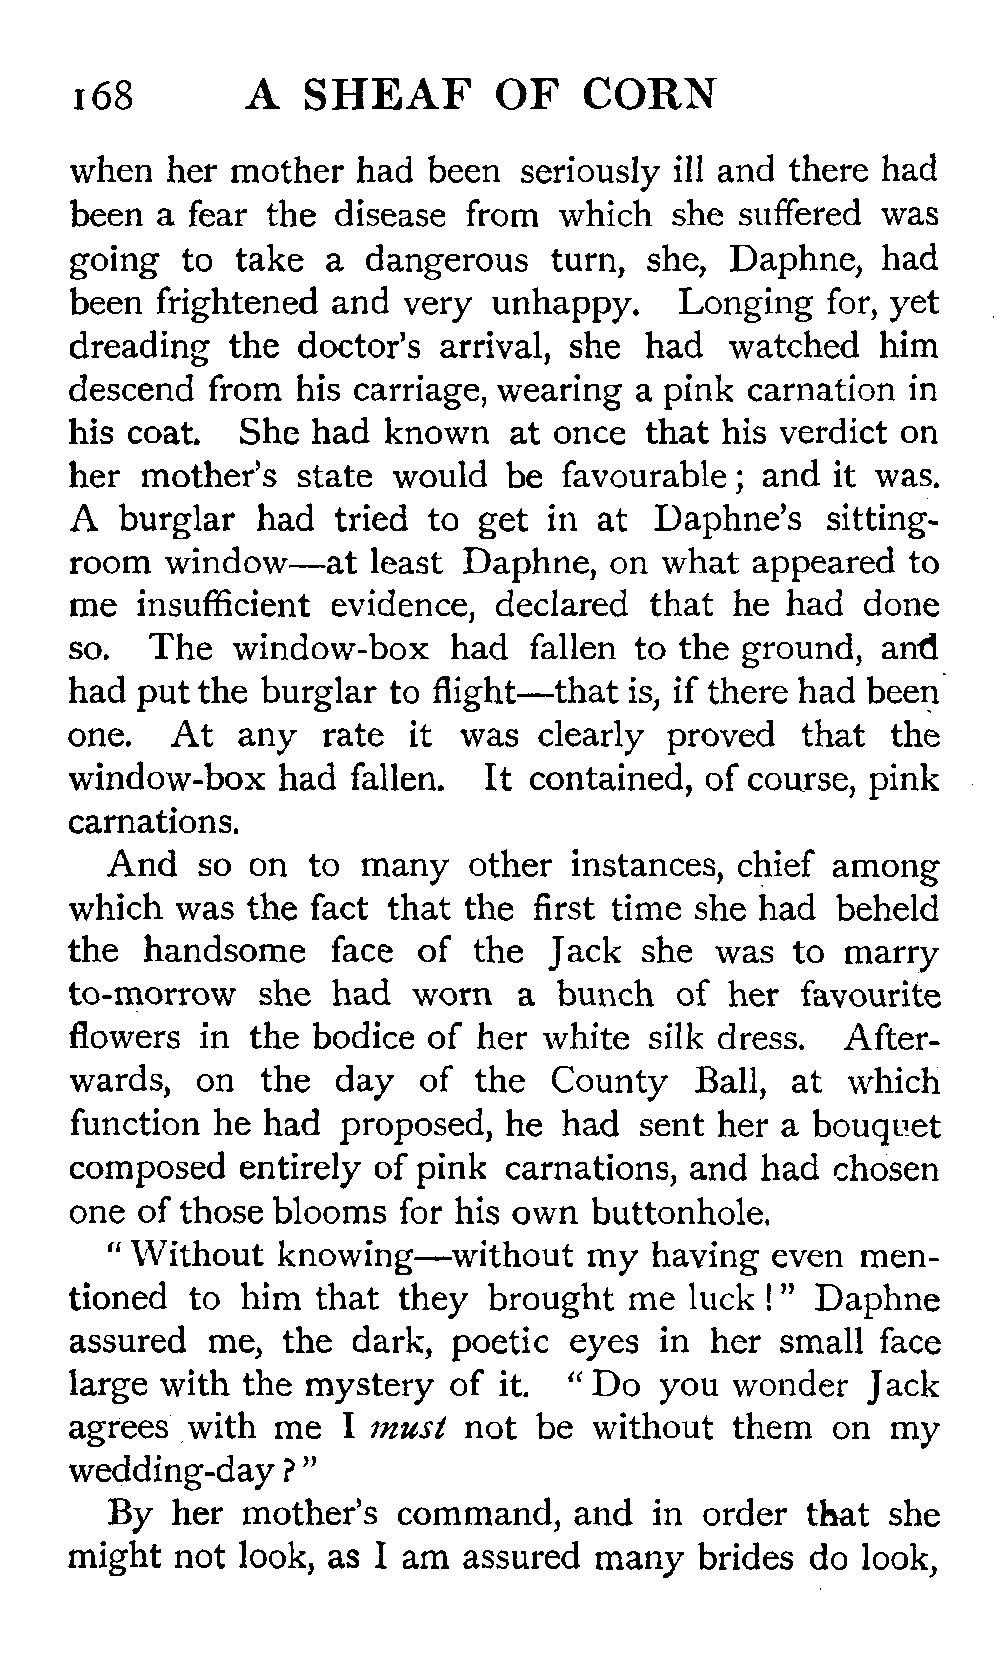 168 A SHEAF OF CORN
when her mother had been seriously ill and there had
been a fear the disease from which she suffered was
going to take a dangerous turn, she, Daphne, had
been frightened and very unhappy. Longing for, yet
dreading the doctor's arrival, she had watched him
descend from his carriage, wearing a pink carnation in
his coat. She had known at once that his verdict on
her mother's state would be favourable; and it was.
A burglar had tried to get in at Daphne's sitting-
room window—at least Daphne, on what appeared to
me insufficient evidence, declared that he had done
so. The window-box had fallen to the ground, and
had put the burglar to flight—that is, if there had been
one. At any rate it was clearly proved that the
window-box had fallen. It contained, of course, pink
carnations.
And so on to many other instances, chief among
which was the fact that the first time she had beheld
the handsome face of the Jack she was to marry
to-morrow she had worn a bunch of her favourite
flowers in the bodice of her white silk dress. After-
wards, on the day of the County Ball, at which
function he had proposed, he had sent her a bouquet
composed entirely of pink carnations, and had chosen
one of those blooms for his own buttonhole.
"Without knowing—without my having even men-
tioned to him that they brought me luck!" Daphne
assured me, the dark, poetic eyes in her small face
large with the mystery of it. "Do you wonder Jack
agrees with me I must not be without them on my
wedding-day?"
By her mother's command, and in order that she
might not look, as I am assured many brides do look,